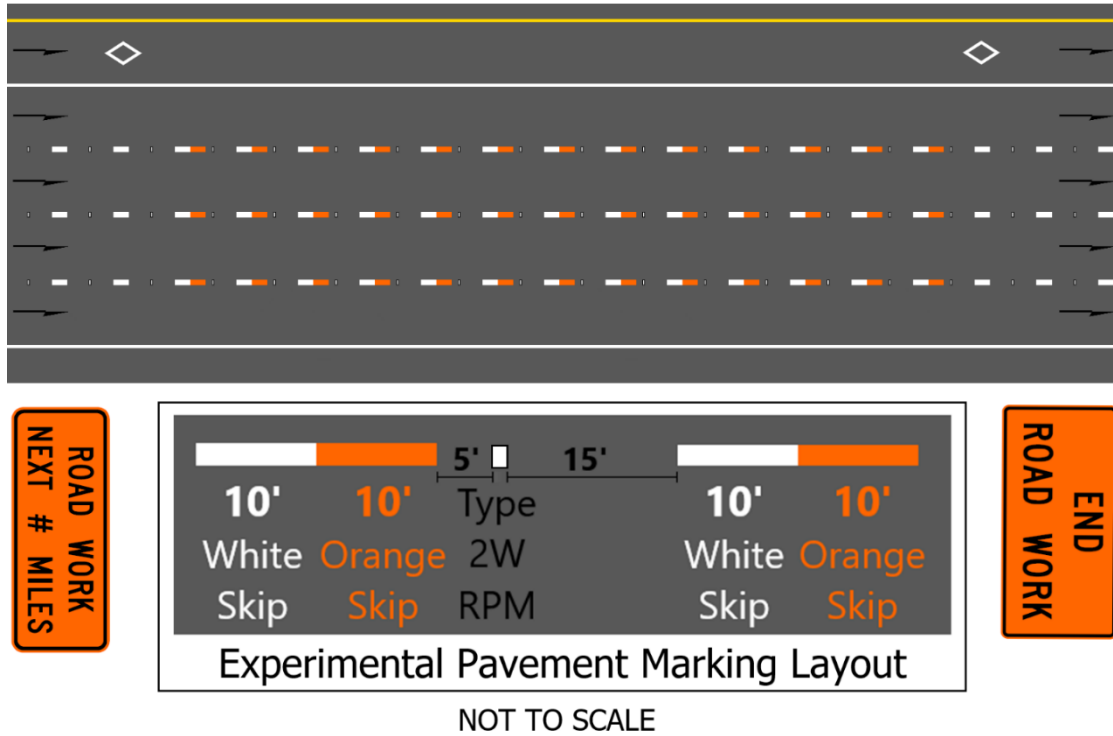 ROAD WORK
NEXT # MILES
5' 15'
10' 10' Type 10' 10'
White Orange 2W White Orange
Skip Skip RPM Skip Skip
Experimental Pavement Marking Layout
END
ROAD WORK
NOT TO SCALE